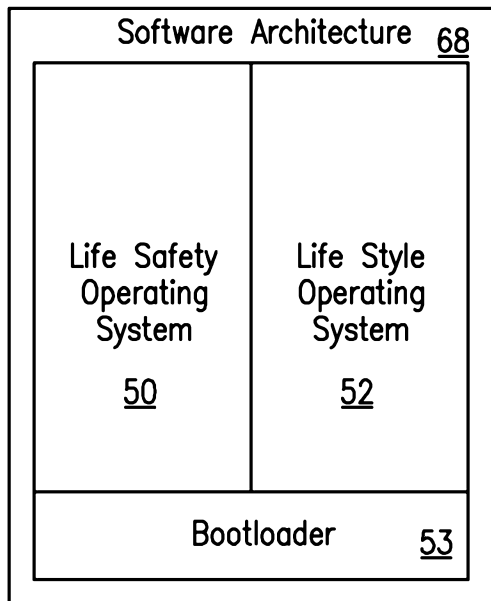 Software Architecture 68
Life Safety
Operating
System
50
Life Style
Operating
System
52
Bootloader 53